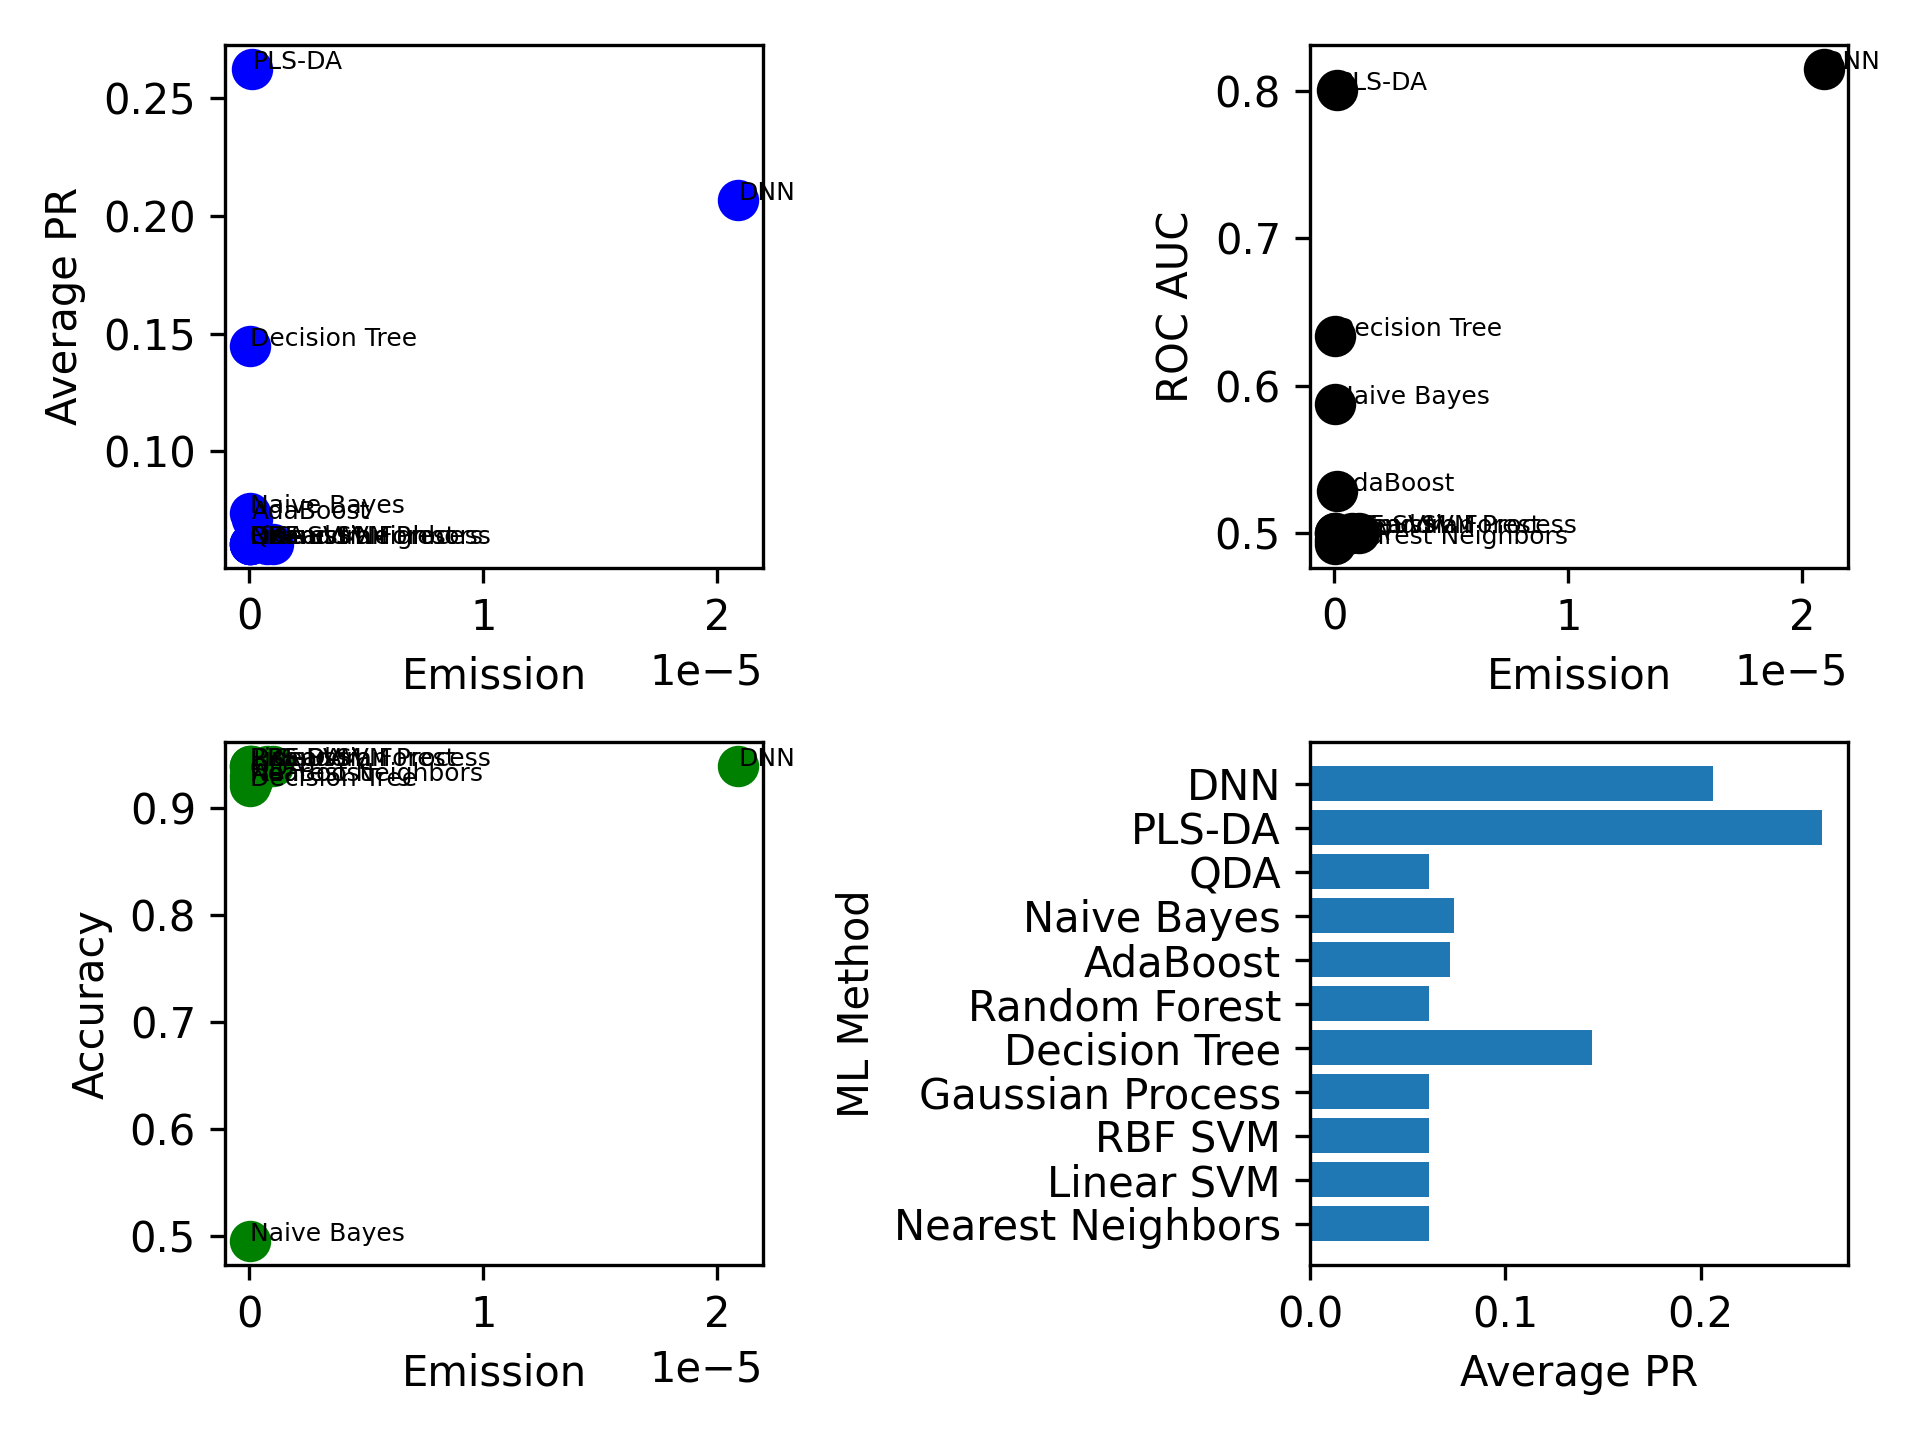 PLS-DA
DNN
Decision Tree
Naive Bayes
AdaBoost
0.25
0.20
0.15
0.10
Average PR
0
1
2
Emission
1e−5
PLS-DA
NN
Decision Tree
Naive Bayes
AdaBoost
Nearest Neighbors
0.8
0.7
0.6
0.5
ROC AUC
0
1
2
Emission
1e−5
DNN
Decision Tree
Naive Bayes
0.9
0.8
0.7
0.6
0.5
Accuracy
0
1
2
Emission
1e−5
ML Method
DNN
PLS-DA
QDA
Naive Bayes
AdaBoost
Random Forest
Decision Tree
Gaussian Process
RBF SVM
Linear SVM
Nearest Neighbors
0.0
0.1
0.2
Average PR